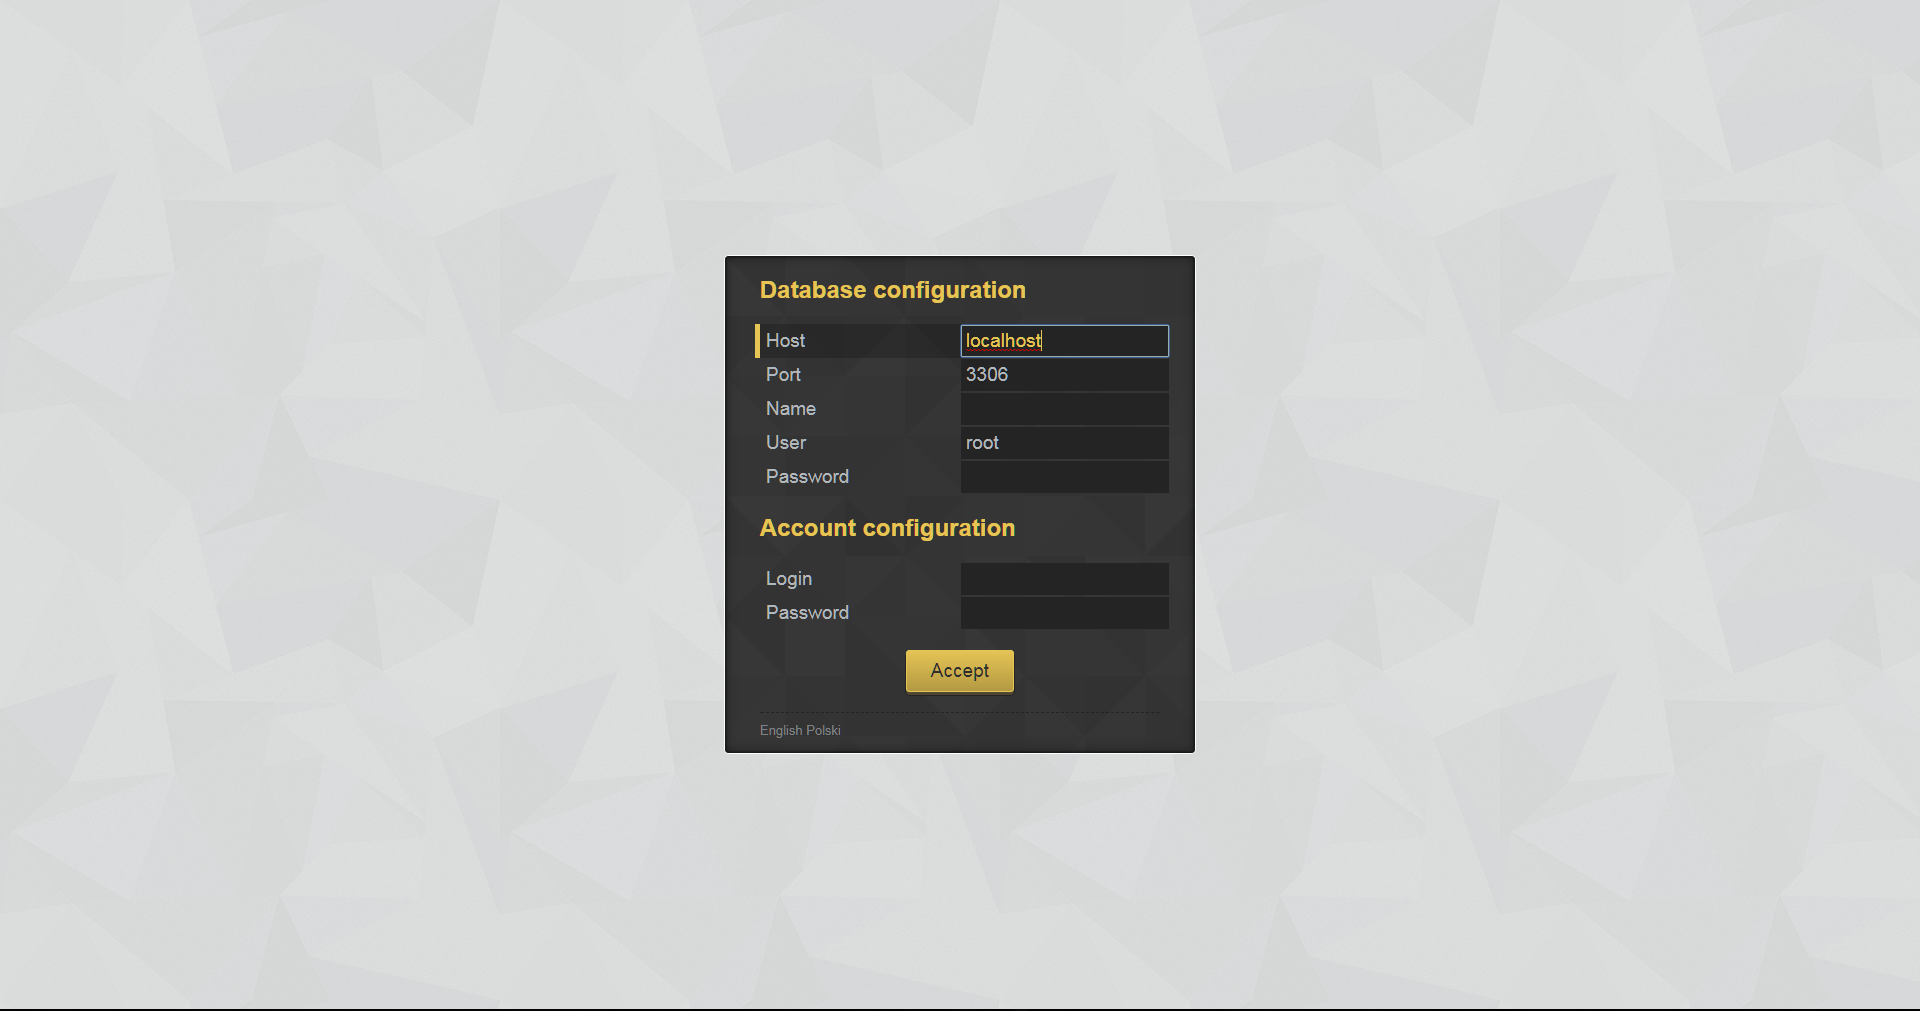 Database configuration
Host localhost
Port 3306
Name
User root
Password
Account configuration
Login
Password
Accept
English Polski